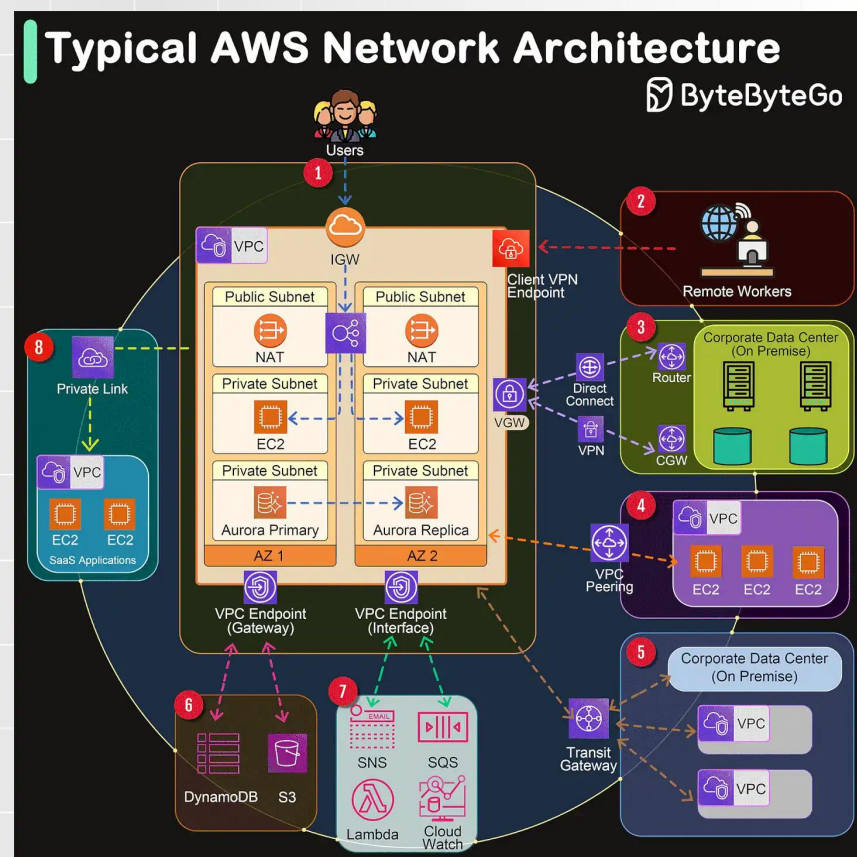 Typical AWS Network Architecture
ByteByteGo
Users
1
IGW
VPC
Client VPN
Endpoint
Public Subnet
NAT
Private Subnet
EC2
Private Subnet
Aurora Primary
AZ 1
Public Subnet
NAT
Private Subnet
EC2
Private Subnet
Aurora Replica
AZ 2
VGW
VPC Endpoint
(Gateway)
VPC Endpoint
(Interface)
2
Remote Workers
3
Corporate Data Center
(On Premise)
Direct
Connect
Router
VPN
CGW
4
VPC
EC2
EC2
EC2
VPC
Peering
5
Corporate Data Center
(On Premise)
VPC
VPC
Transit
Gateway
6
DynamoDB
S3
7
EMAIL
SNS
SQS
Lambda
Cloud
Watch
8
Private Link
VPC
EC2
EC2
SaaS Applications